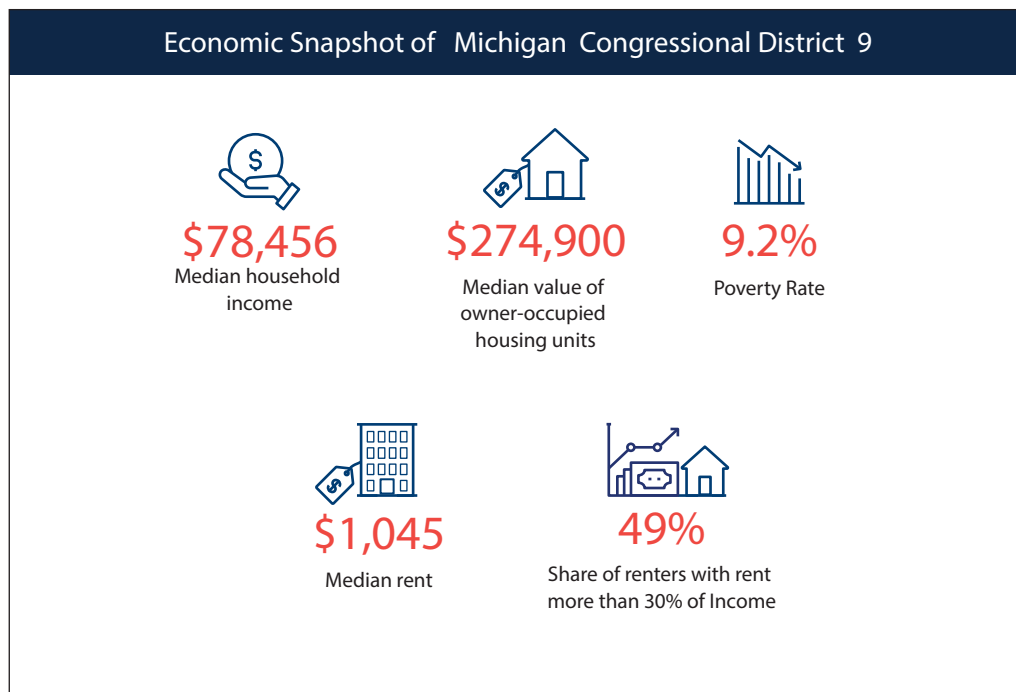 Economic Snapshot of Michigan Congressional District 9
$
$
$78,456
Median household
income
$274,900
Median value of
owner-occupied
housing units
9.2%
Poverty Rate
$
$1,045
Median rent
49%
Share of renters with rent
more than 30% of Income